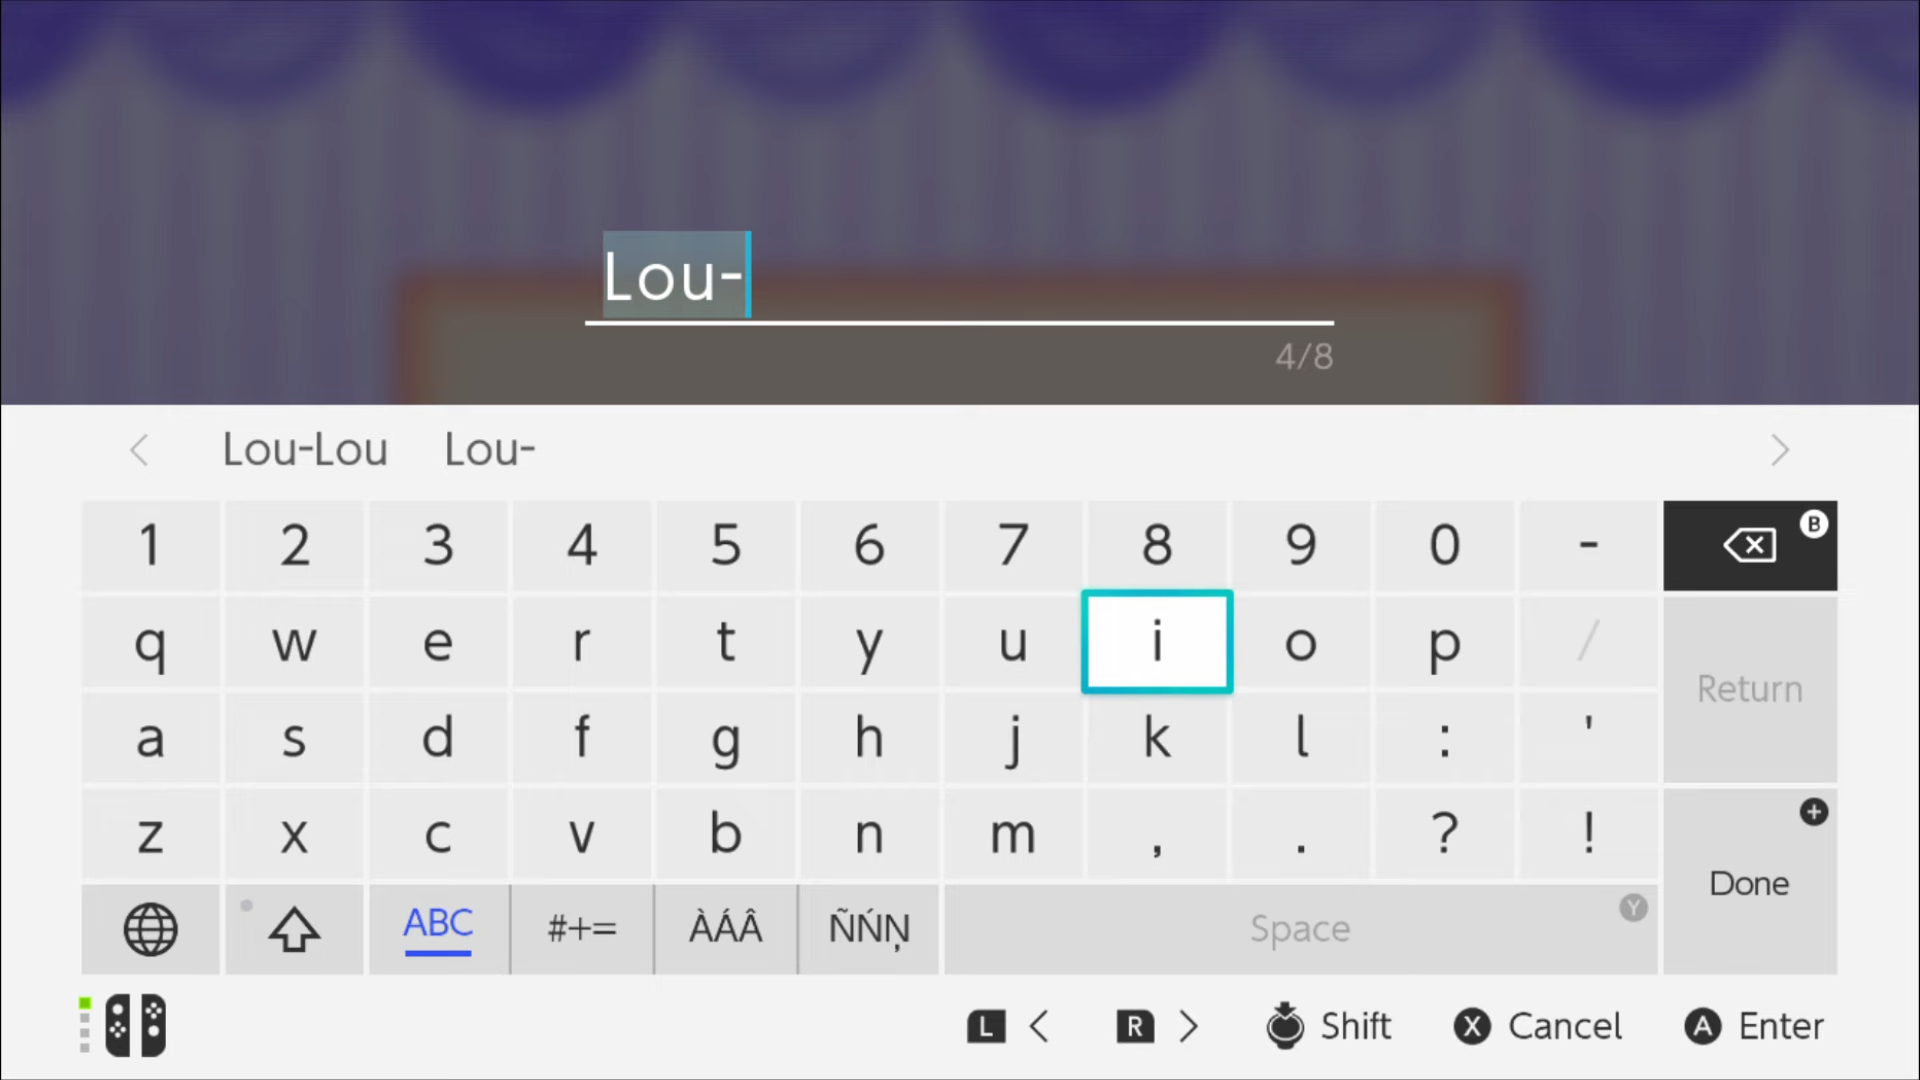 Lou-
4/8
< Lou-Lou Lou- >
1 2 3 4 5 6 7 8 9 0 - B
q w e r t y u i o p /
Return
a s d f g h j k l : '
z x c v b n m , . ? ! +
Done
ABC #+= ÀÁÂ ÑŃŅ Space Y
L < R > Shift X Cancel A Enter